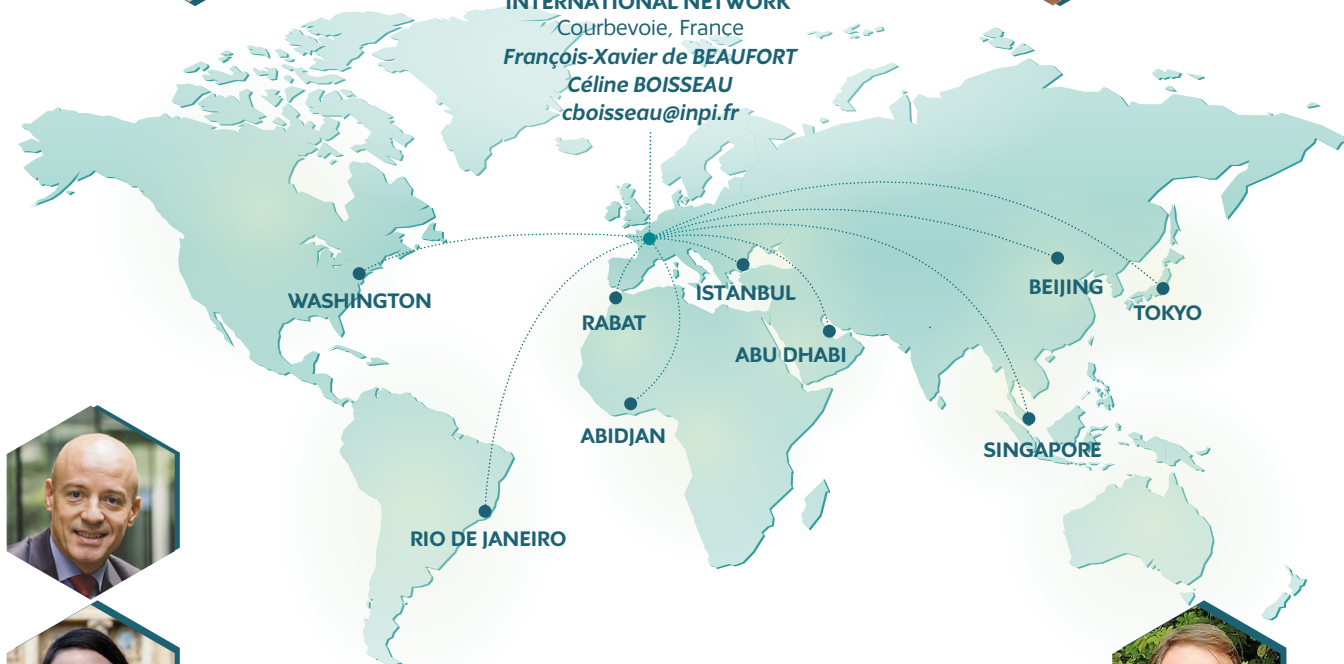 INTERNATIONAL NETWORK
Courbevoie, France
François-Xavier de BEAUFORT
Céline BOISSEAU
cboisseau@inpi.fr
WASHINGTON
RABAT
ISTANBUL
ABU DHABI
BEIJING
TOKYO
ABIDJAN
SINGAPORE
RIO DE JANEIRO